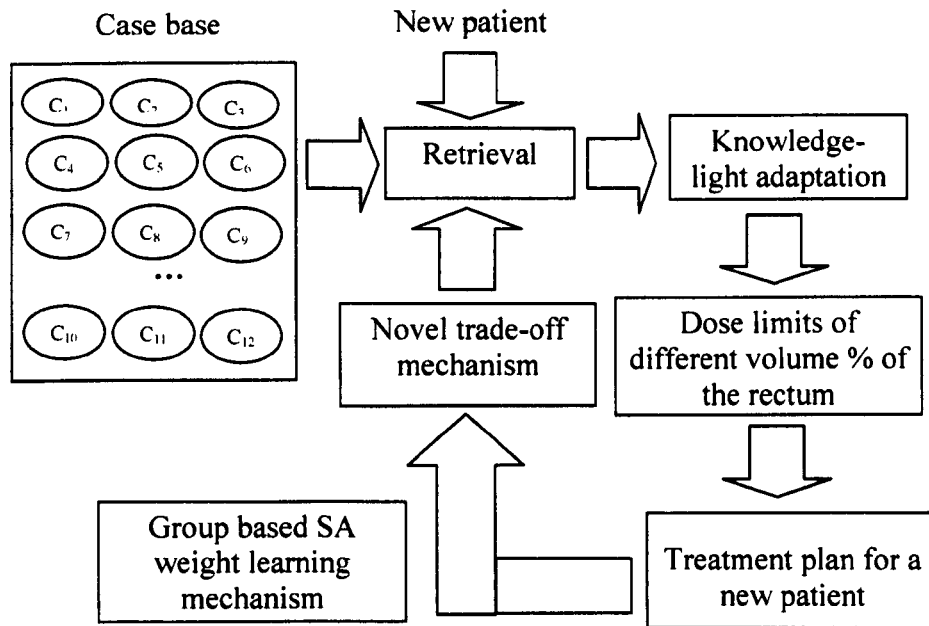 Case base
New patient
C₁ C₂ C₃
C₄ C₅ C₆
C₇ C₈ C₉
...
C₁₀ C₁₁ C₁₂
Retrieval
Knowledge-
light adaptation
Novel trade-off
mechanism
Dose limits of
different volume % of
the rectum
Group based SA
weight learning
mechanism
Treatment plan for a
new patient